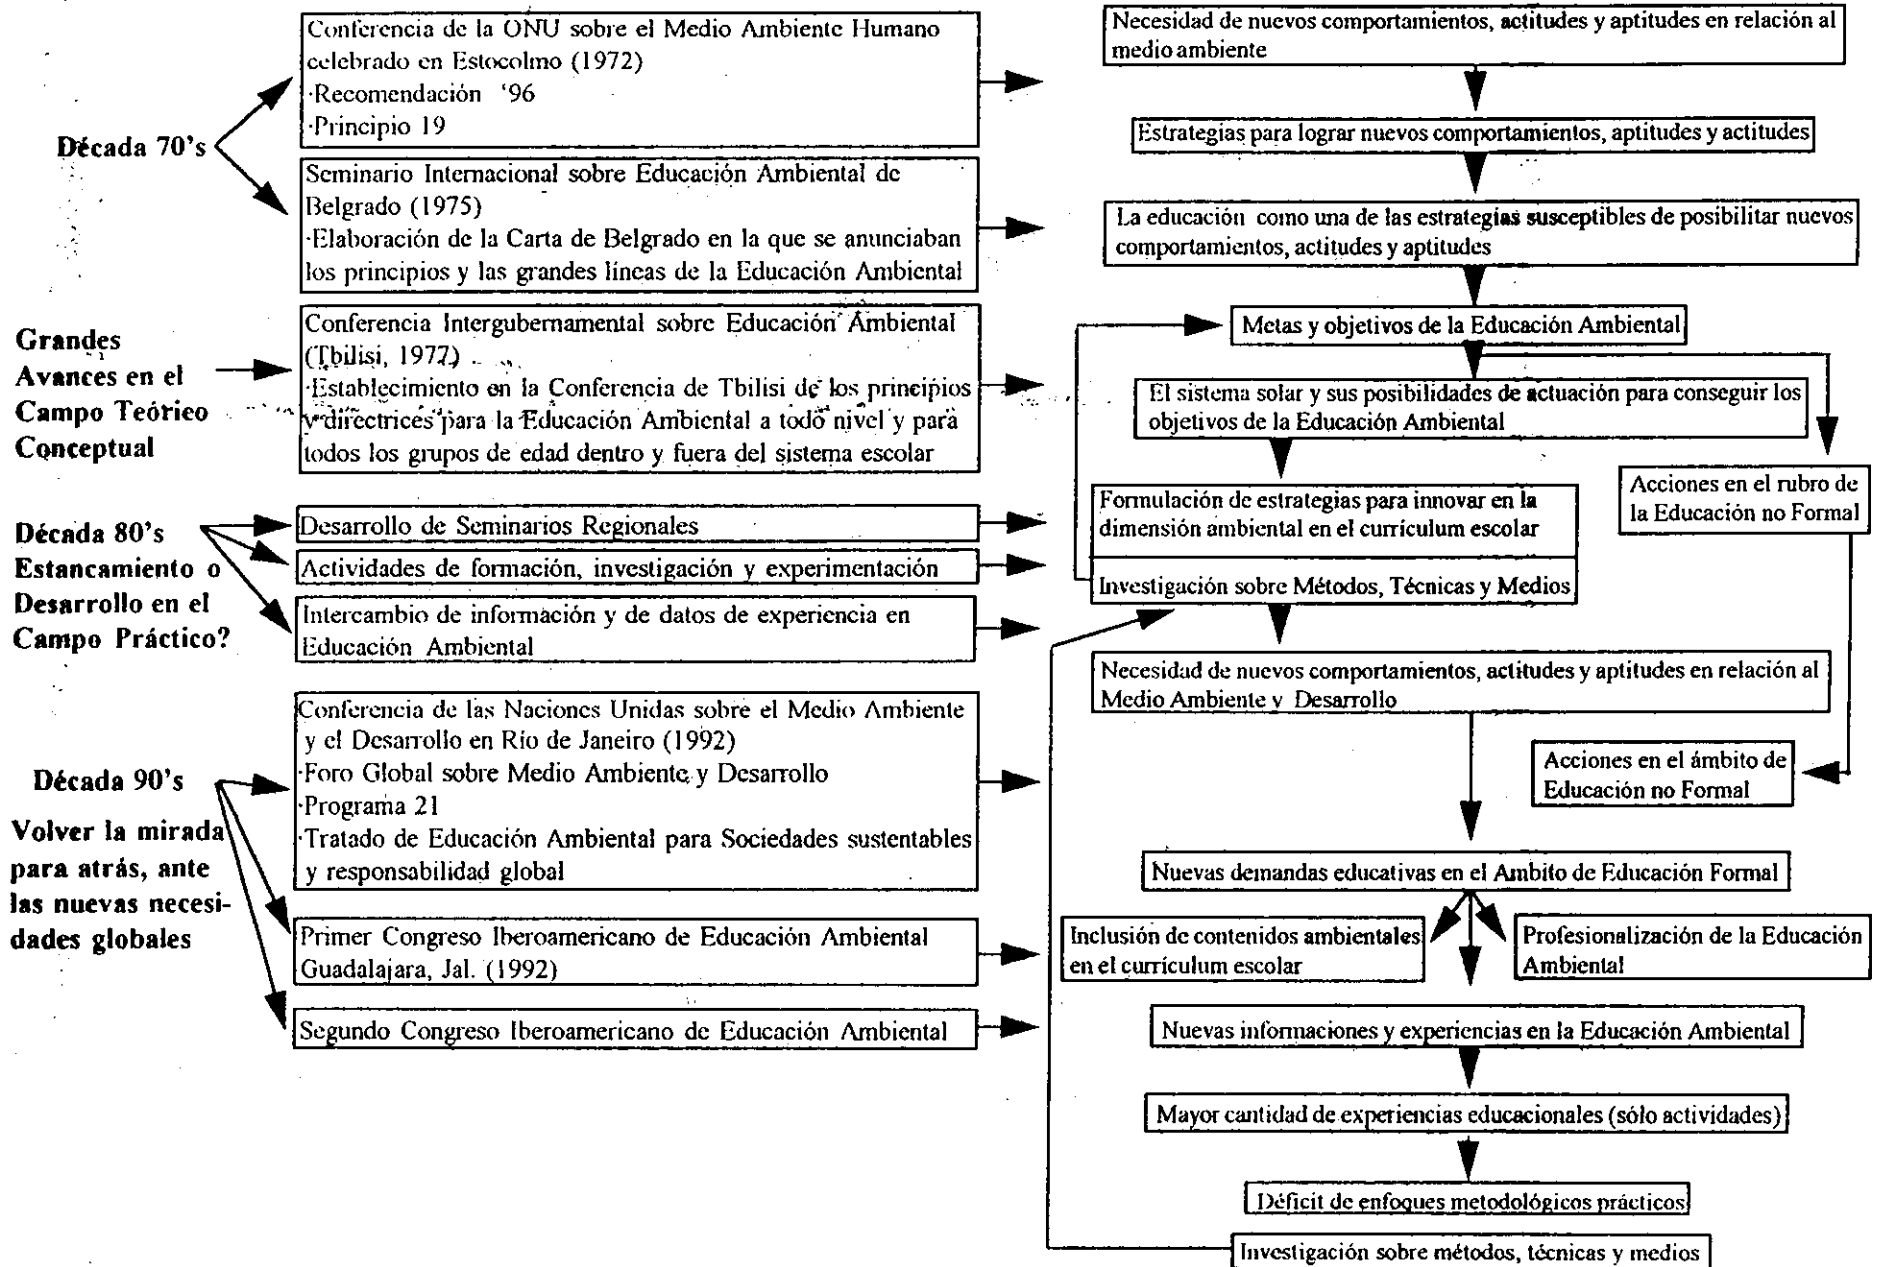 Década 70's
Conferencia de la ONU sobre el Medio Ambiente Humano
celebrado en Estocolmo (1972)
·Recomendación '96
·Principio 19
Seminario Internacional sobre Educación Ambiental de
Belgrado (1975)
·Elaboración de la Carta de Belgrado en la que se anunciaban
los principios y las grandes líneas de la Educación Ambiental
Grandes
Avances en el
Campo Teórico
Conceptual
Conferencia Intergubernamental sobre Educación Ambiental
(Tbilisi, 1977)
·Establecimiento en la Conferencia de Tbilisi de los principios
y directrices para la Educación Ambiental a todo nivel y para
todos los grupos de edad dentro y fuera del sistema escolar
Década 80's
Estancamiento o
Desarrollo en el
Campo Práctico?
Desarrollo de Seminarios Regionales
Actividades de formación, investigación y experimentación
Intercambio de información y de datos de experiencia en
Educación Ambiental
Década 90's
Volver la mirada
para atrás, ante
las nuevas necesi-
dades globales
Conferencia de las Naciones Unidas sobre el Medio Ambiente
y el Desarrollo en Río de Janeiro (1992)
·Foro Global sobre Medio Ambiente y Desarrollo
·Programa 21
·Tratado de Educación Ambiental para Sociedades sustentables
y responsabilidad global
Primer Congreso Iberoamericano de Educación Ambiental
Guadalajara, Jal. (1992)
Segundo Congreso Iberoamericano de Educación Ambiental
Necesidad de nuevos comportamientos, actitudes y aptitudes en relación al
medio ambiente
Estrategias para lograr nuevos comportamientos, aptitudes y actitudes
La educación como una de las estrategias susceptibles de posibilitar nuevos
comportamientos, actitudes y aptitudes
Metas y objetivos de la Educación Ambiental
El sistema solar y sus posibilidades de actuación para conseguir los
objetivos de la Educación Ambiental
Acciones en el rubro de
la Educación no Formal
Formulación de estrategias para innovar en la
dimensión ambiental en el currículum escolar
Investigación sobre Métodos, Técnicas y Medios
Necesidad de nuevos comportamientos, actitudes y aptitudes en relación al
Medio Ambiente y Desarrollo
Acciones en el ámbito de
Educación no Formal
Nuevas demandas educativas en el Ambito de Educación Formal
Inclusión de contenidos ambientales
en el currículum escolar
Profesionalización de la Educación
Ambiental
Nuevas informaciones y experiencias en la Educación Ambiental
Mayor cantidad de experiencias educacionales (sólo actividades)
Déficit de enfoques metodológicos prácticos
Investigación sobre métodos, técnicas y medios